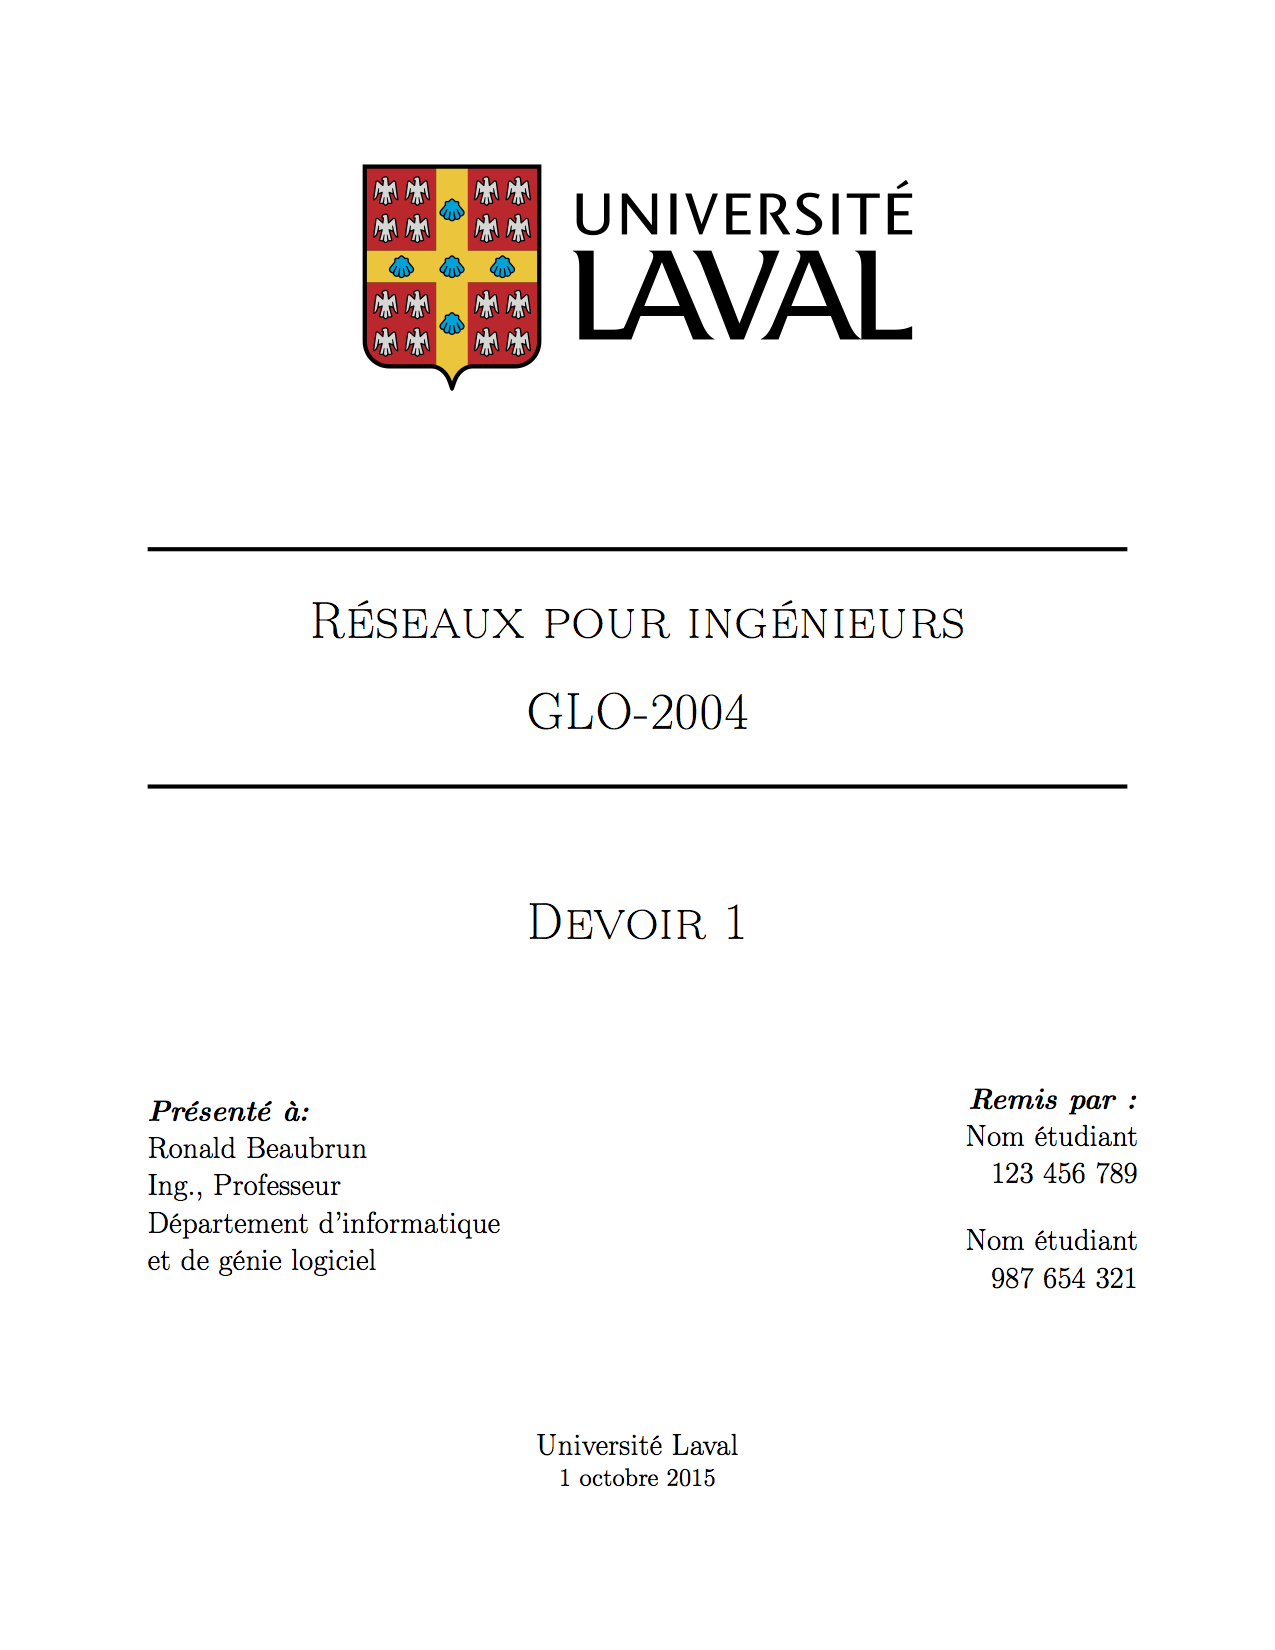 UNIVERSITÉ
LAVAL
Réseaux pour ingénieurs
GLO-2004
Devoir 1
Présenté à:
Ronald Beaubrun
Ing., Professeur
Département d'informatique
et de génie logiciel
Remis par :
Nom étudiant
123 456 789
Nom étudiant
987 654 321
Université Laval
1 octobre 2015